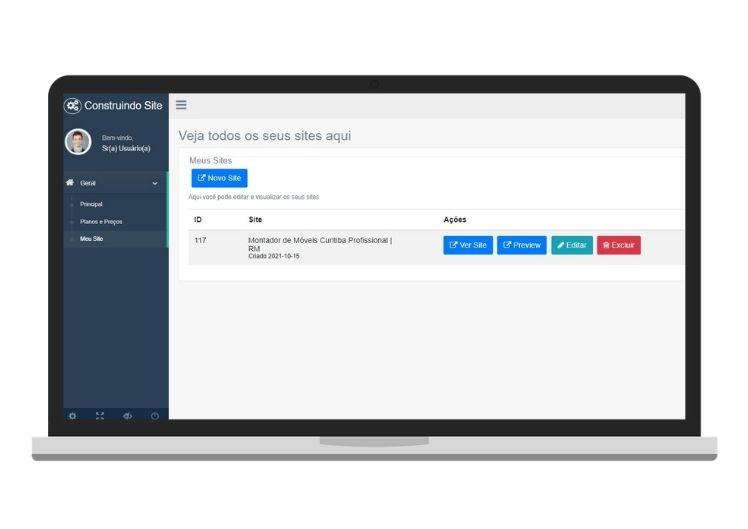 Construindo Site
Bem-vindo,
Sr(a) Usuário(a)
Geral
Principal
Planos e Preços
Meu Site
Veja todos os seus sites aqui
Meus Sites
Novo Site
Aqui você pode editar e visualizar os seus sites
ID Site Ações
117 Montador de Móveis Curitiba Profissional | RM Ver Site Preview Editar Excluir
Criado 2021-10-15